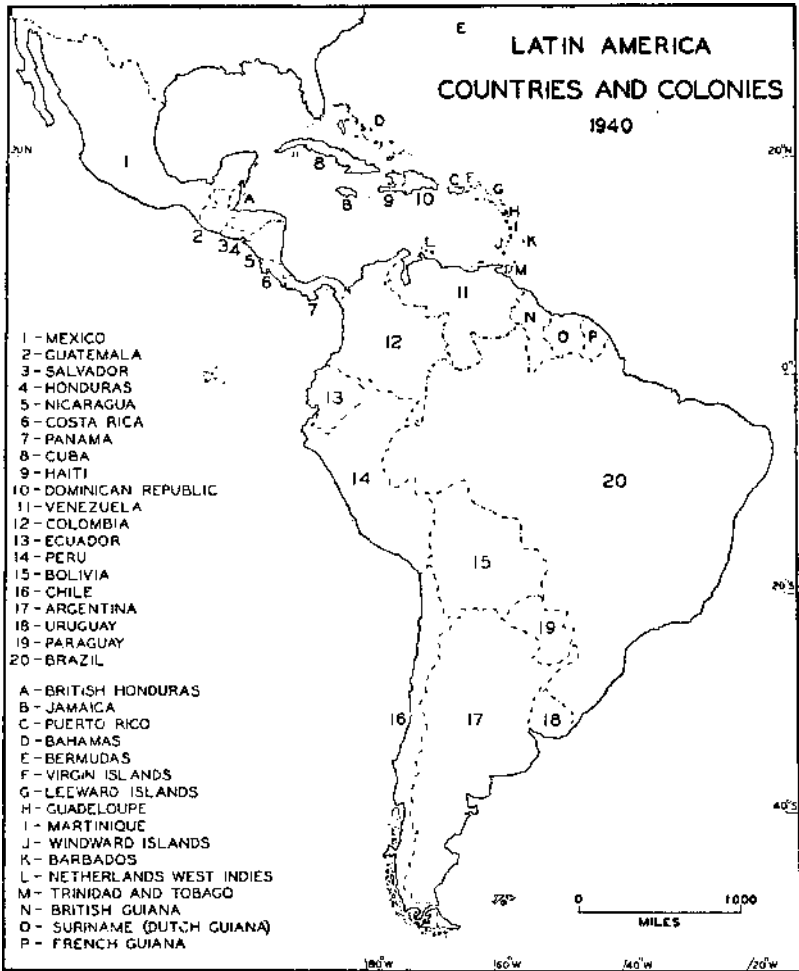 E
LATIN AMERICA
COUNTRIES AND COLONIES
1940
D
20°N
1
8
A
B
9
10
C
F
G
H
I
J
K
2
3
4
5
6
7
L
M
11
N
O
P
12
0°
13
14
20
15
20°S
19
16
17
18
40°S
1 - MEXICO
2 - GUATEMALA
3 - SALVADOR
4 - HONDURAS
5 - NICARAGUA
6 - COSTA RICA
7 - PANAMA
8 - CUBA
9 - HAITI
10 - DOMINICAN REPUBLIC
11 - VENEZUELA
12 - COLOMBIA
13 - ECUADOR
14 - PERU
15 - BOLIVIA
16 - CHILE
17 - ARGENTINA
18 - URUGUAY
19 - PARAGUAY
20 - BRAZIL
A - BRITISH HONDURAS
B - JAMAICA
C - PUERTO RICO
D - BAHAMAS
E - BERMUDAS
F - VIRGIN ISLANDS
G - LEEWARD ISLANDS
H - GUADELOUPE
I - MARTINIQUE
J - WINDWARD ISLANDS
K - BARBADOS
L - NETHERLANDS WEST INDIES
M - TRINIDAD AND TOBAGO
N - BRITISH GUIANA
O - SURINAME (DUTCH GUIANA)
P - FRENCH GUIANA
0 1000
MILES
80°W 60°W 40°W 20°W